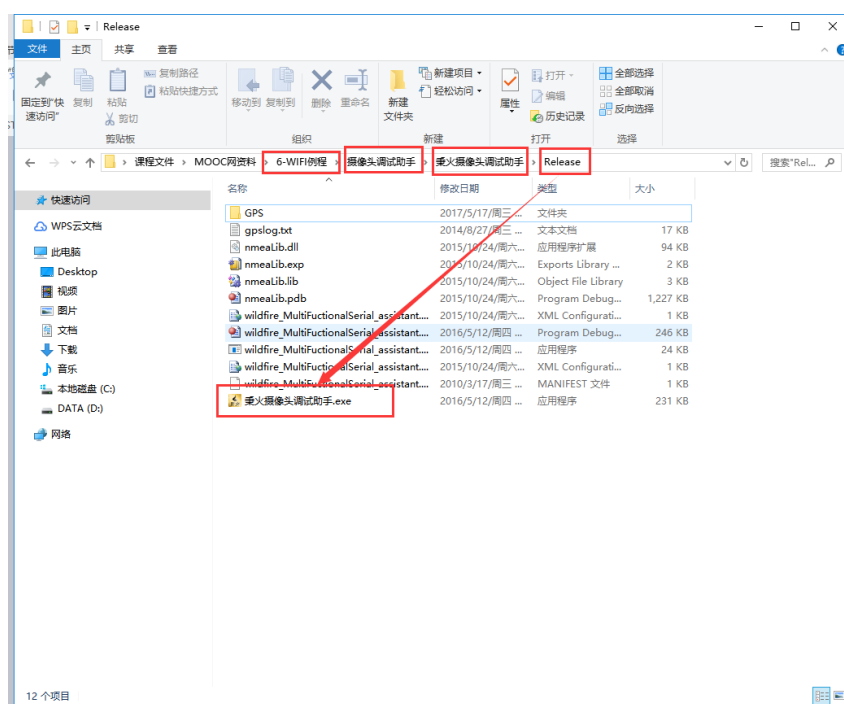 Release
文件 主页 共享 查看
固定到"快速访问" 复制 粘贴 复制路径 粘贴快捷方式 剪切
剪贴板
移动到 复制到 删除 重命名
组织
新建文件夹 新建项目 轻松访问
新建
属性 打开 编辑 历史记录
打开
全部选择 全部取消 反向选择
选择
课程文件 › MOOC网资料 › 6-WIFI例程 › 摄像头调试助手 › 秉火摄像头调试助手 › Release
搜索"Rel...
名称 修改日期 类型 大小
快速访问
WPS云文档
此电脑
Desktop
视频
图片
文档
下载
音乐
本地磁盘 (C:)
DATA (D:)
网络
GPS 2017/5/17/周三 ... 文件夹
gpslog.txt 2014/8/27/周三 ... 文本文档 17 KB
nmeaLib.dll 2015/10/24/周六... 应用程序扩展 94 KB
nmeaLib.exp 2015/10/24/周六... Exports Library ... 2 KB
nmeaLib.lib 2015/10/24/周六... Object File Library 3 KB
nmeaLib.pdb 2015/10/24/周六... Program Debug... 1,227 KB
wildfire_MultiFuctionalSerial_assistant.... 2015/10/24/周六... XML Configurati... 1 KB
wildfire_MultiFuctionalSerial_assistant.... 2016/5/12/周四 ... Program Debug... 246 KB
wildfire_MultiFuctionalSerial_assistant.... 2016/5/12/周四 ... 应用程序 24 KB
wildfire_MultiFuctionalSerial_assistant.... 2015/10/24/周六... XML Configurati... 1 KB
wildfire_MultiFuctionalSerial_assistant.... 2010/3/17/周三 ... MANIFEST 文件 1 KB
秉火摄像头调试助手.exe 2016/5/12/周四 ... 应用程序 231 KB
12 个项目